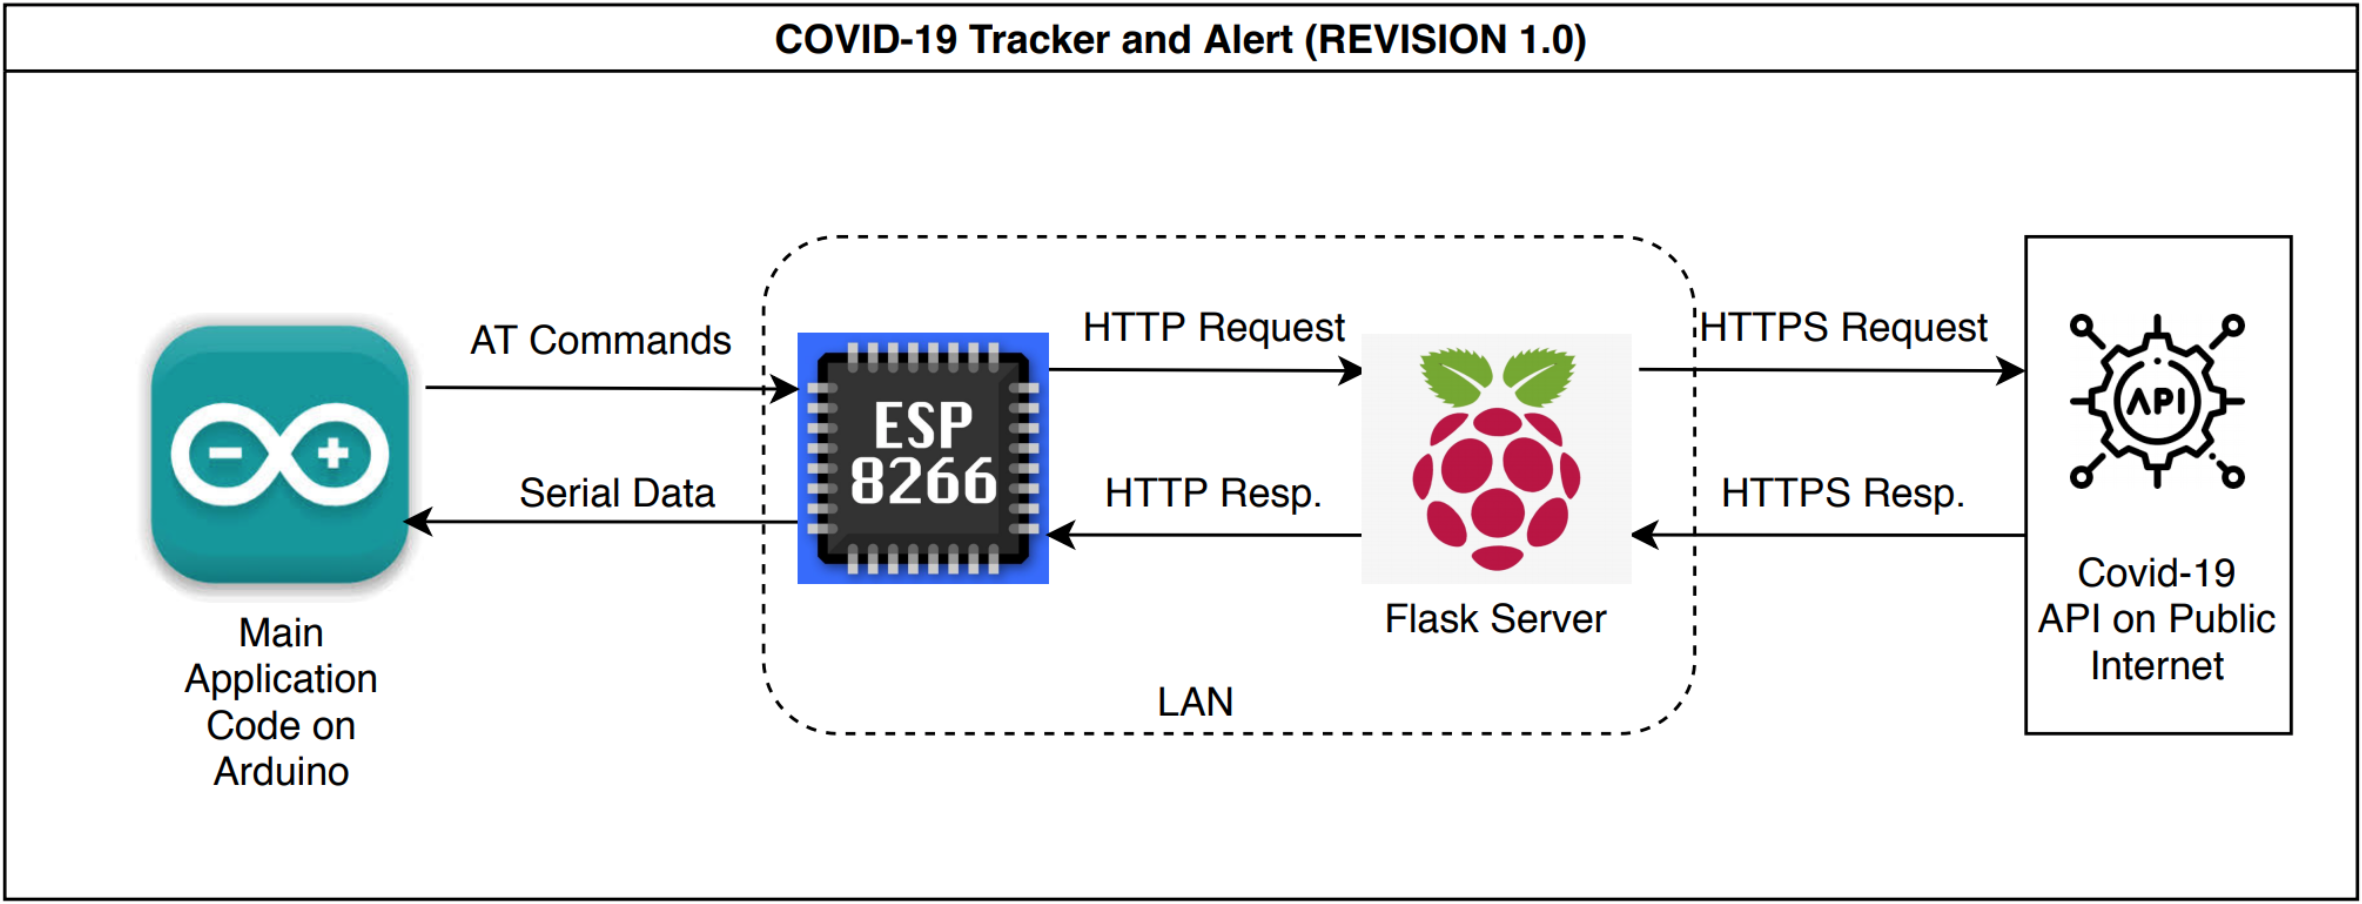 COVID-19 Tracker and Alert (REVISION 1.0)
AT Commands
Serial Data
Main
Application
Code on
Arduino
ESP
8266
HTTP Request
HTTP Resp.
Flask Server
LAN
HTTPS Request
HTTPS Resp.
API
Covid-19
API on Public
Internet